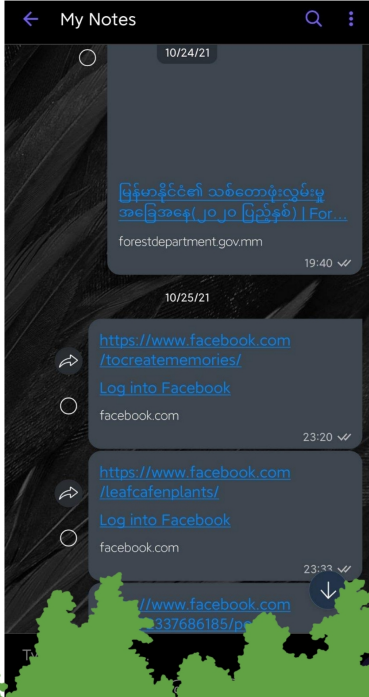 My Notes
10/24/21
မြန်မာနိုင်ငံ၏ သစ်တောဖုံးလွှမ်းမှု
အခြေအနေ(၂၀၂၀ ပြည့်နှစ်) | For...
forestdepartment.gov.mm
19:40
10/25/21
https://www.facebook.com
/tocreatememories/
Log into Facebook
facebook.com
23:20
https://www.facebook.com
/leafcafenplants/
Log into Facebook
facebook.com
23:33
//www.facebook.com